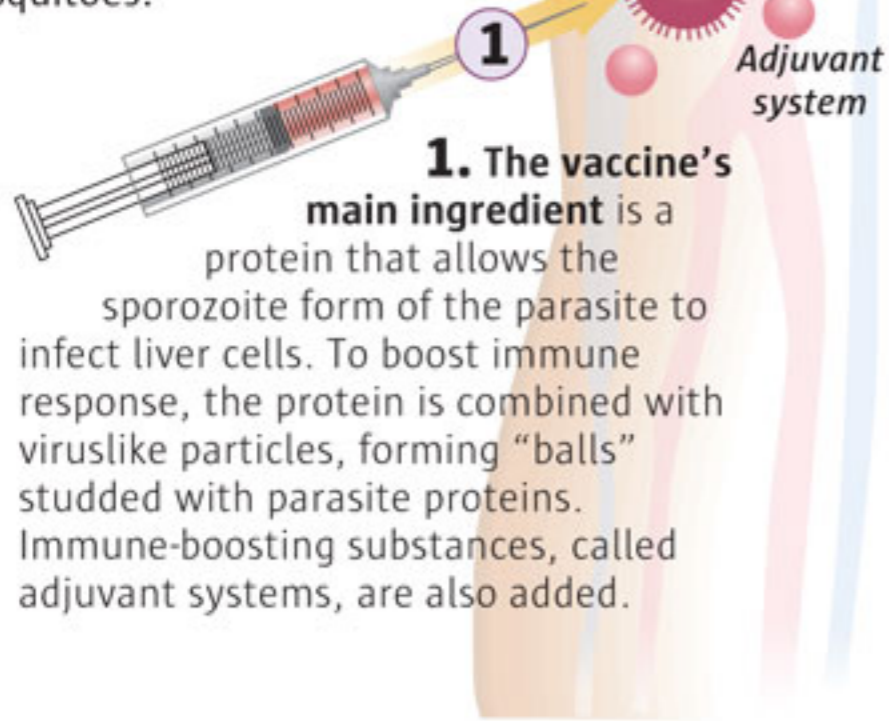 1
Adjuvant
system
1. The vaccine's
main ingredient is a
protein that allows the
sporozoite form of the parasite to
infect liver cells. To boost immune
response, the protein is combined with
viruslike particles, forming “balls”
studded with parasite proteins.
Immune-boosting substances, called
adjuvant systems, are also added.